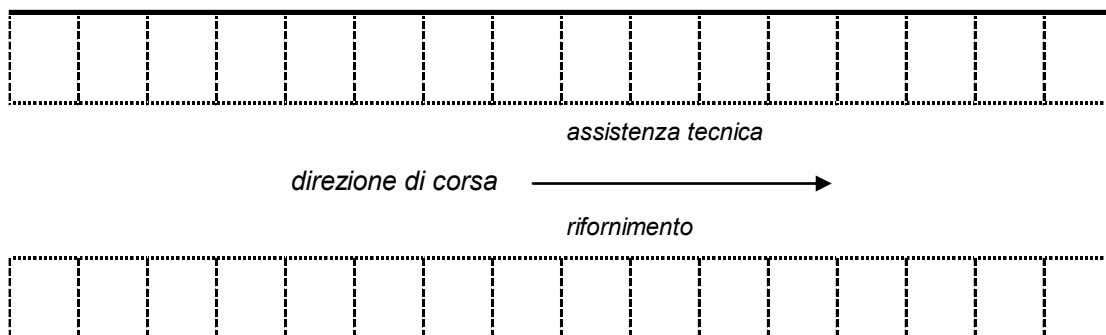 assistenza tecnica
direzione di corsa
rifornimento